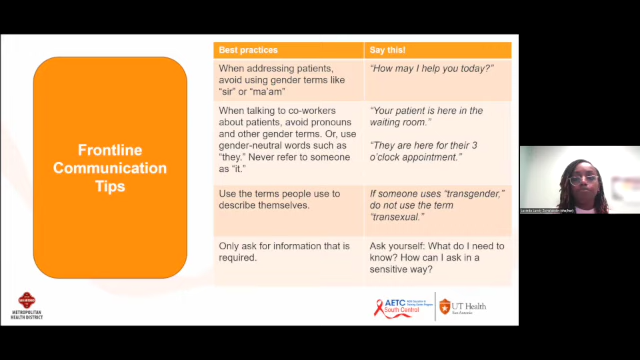 Frontline
Communication
Tips
Best practices
Say this!
When addressing patients,
avoid using gender terms like
“sir” or “ma’am”
“How may I help you today?”
When talking to co-workers
about patients, avoid pronouns
and other gender terms. Or, use
gender-neutral words such as
“they.” Never refer to someone
as “it.”
“Your patient is here in the
waiting room.”
“They are here for their 3
o’clock appointment.”
Use the terms people use to
describe themselves.
If someone uses “transgender,”
do not use the term
“transexual.”
Only ask for information that is
required.
Ask yourself: What do I need to
know? How can I ask in a
sensitive way?
METROPOLITAN
HEALTH DISTRICT
AETC
South Central
UT Health
San Antonio